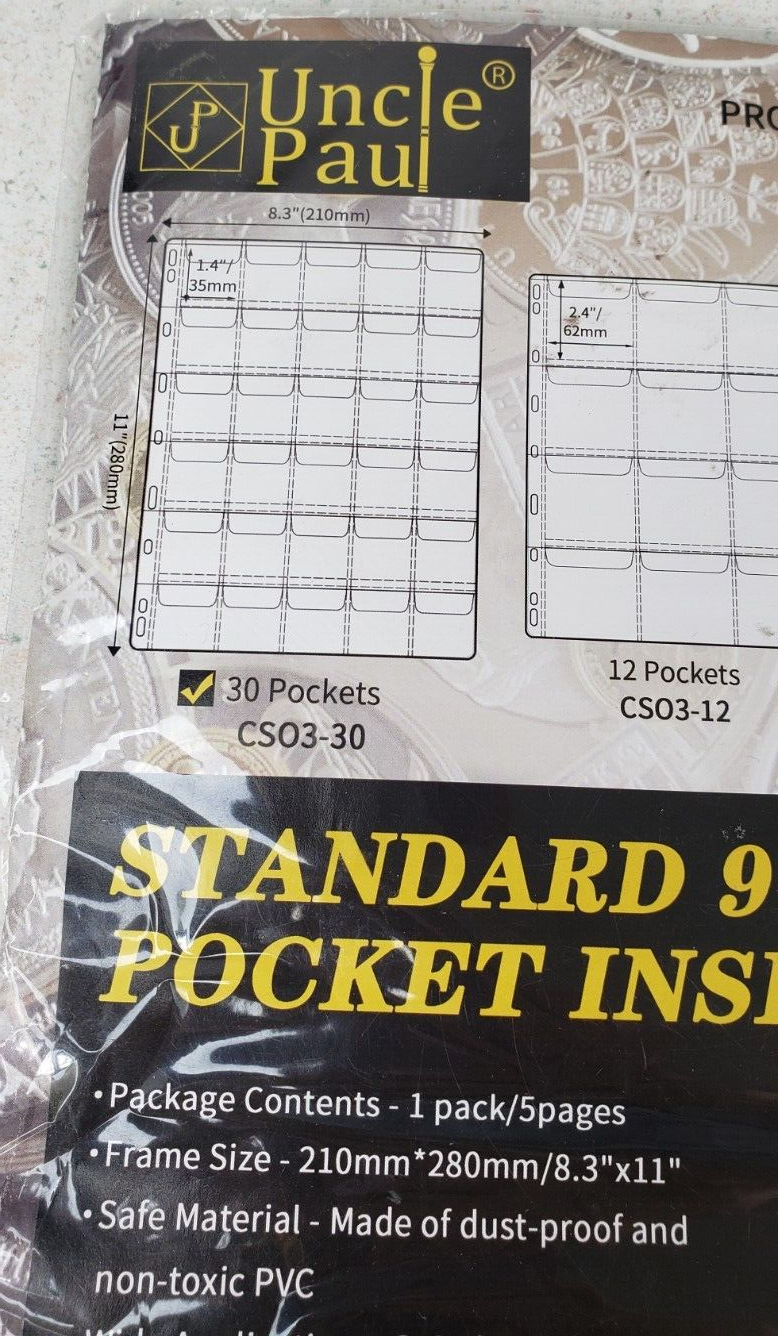 UP
Uncle®
Paul
PRO
8.3"(210mm)
11"(280mm)
1.4"/
35mm
2.4"/
62mm
30 Pockets
CSO3-30
12 Pockets
CSO3-12
STANDARD 9
POCKET INS
•Package Contents - 1 pack/5pages
•Frame Size - 210mm*280mm/8.3"x11"
•Safe Material - Made of dust-proof and
non-toxic PVC